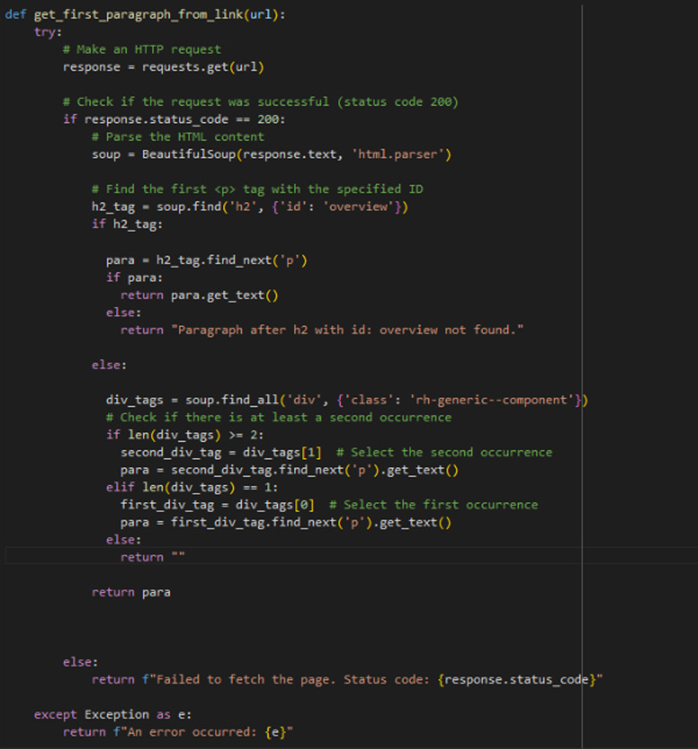 def get_first_paragraph_from_link(url):
    try:
        # Make an HTTP request
        response = requests.get(url)

        # Check if the request was successful (status code 200)
        if response.status_code == 200:
            # Parse the HTML content
            soup = BeautifulSoup(response.text, 'html.parser')

            # Find the first <p> tag with the specified ID
            h2_tag = soup.find('h2', {'id': 'overview'})
            if h2_tag:

              para = h2_tag.find_next('p')
              if para:
                return para.get_text()
              else:
                return "Paragraph after h2 with id: overview not found."

            else:

              div_tags = soup.find_all('div', {'class': 'rh-generic--component'})
              # Check if there is at least a second occurrence
              if len(div_tags) >= 2:
                second_div_tag = div_tags[1]  # Select the second occurrence
                para = second_div_tag.find_next('p').get_text()
              elif len(div_tags) == 1:
                first_div_tag = div_tags[0]  # Select the first occurrence
                para = first_div_tag.find_next('p').get_text()
              else:
                return ""

            return para

        else:
            return f"Failed to fetch the page. Status code: {response.status_code}"

    except Exception as e:
        return f"An error occurred: {e}"